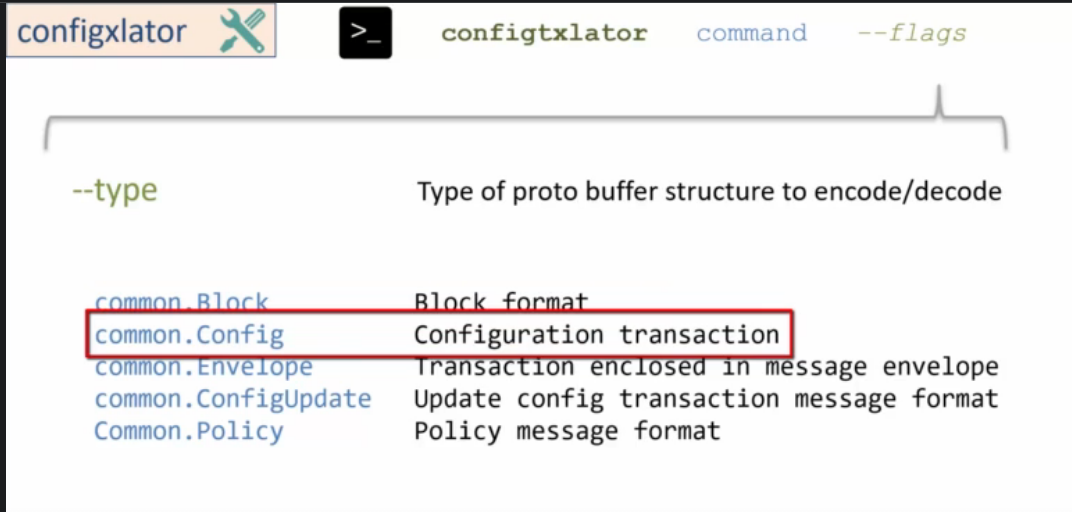 configxlator >_ configtxlator command --flags
--type Type of proto buffer structure to encode/decode
common.Block Block format
common.Config Configuration transaction
common.Envelope Transaction enclosed in message envelope
common.ConfigUpdate Update config transaction message format
Common.Policy Policy message format